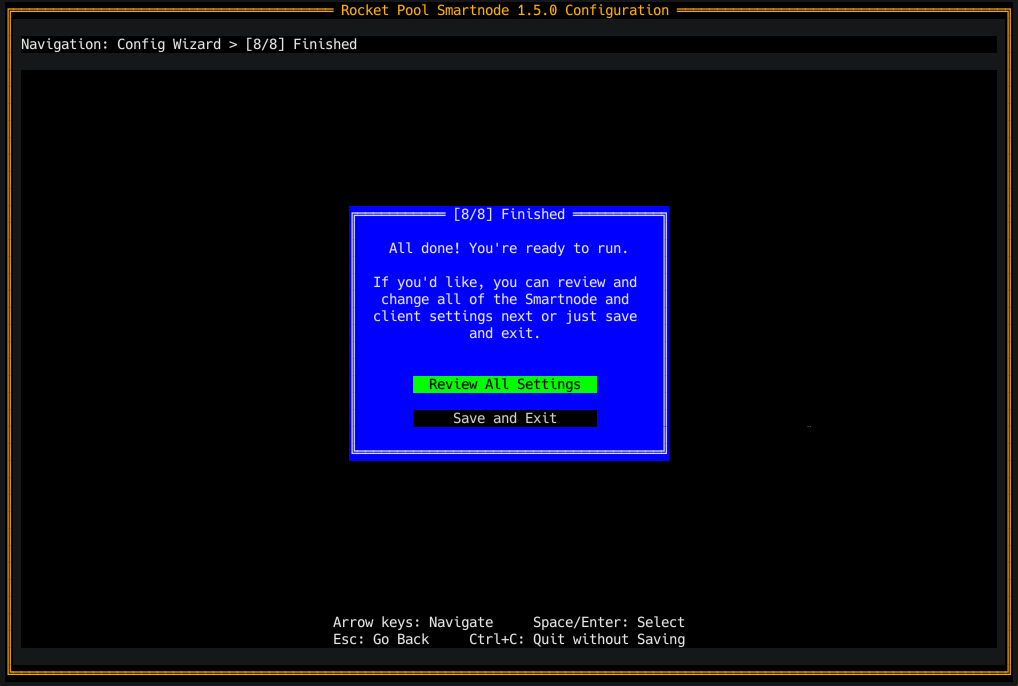 Rocket Pool Smartnode 1.5.0 Configuration
Navigation: Config Wizard > [8/8] Finished
[8/8] Finished
All done! You're ready to run.
If you'd like, you can review and
change all of the Smartnode and
client settings next or just save
and exit.
Review All Settings
Save and Exit
Arrow keys: Navigate     Space/Enter: Select
Esc: Go Back     Ctrl+C: Quit without Saving